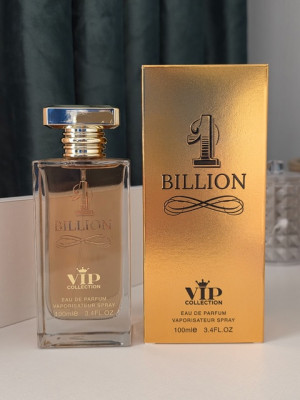 1
BILLION
VIP
COLLECTION
EAU DE PARFUM
VAPORISATEUR SPRAY
100ml℮ 3.4FL.OZ
1
BILLION
VIP
COLLECTION
EAU DE PARFUM
VAPORISATEUR SPRAY
100ml℮ 3.4FL.OZ